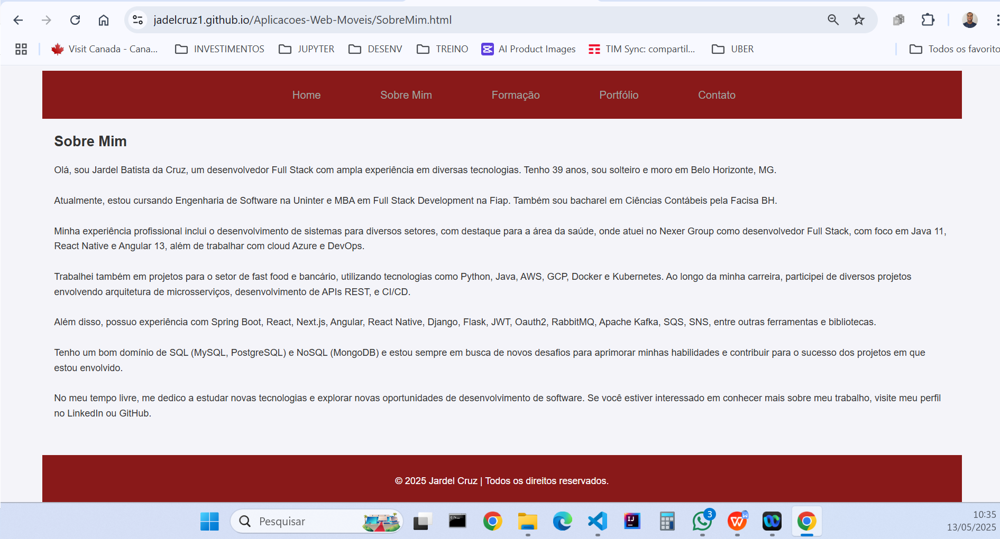 jadelcruz1.github.io/Aplicacoes-Web-Moveis/SobreMim.html
Visit Canada - Cana... INVESTIMENTOS JUPYTER DESENV TREINO AI Product Images TIM Sync: compartil... UBER Todos os favorito
Home Sobre Mim Formação Portfólio Contato
Sobre Mim
Olá, sou Jardel Batista da Cruz, um desenvolvedor Full Stack com ampla experiência em diversas tecnologias. Tenho 39 anos, sou solteiro e moro em Belo Horizonte, MG.
Atualmente, estou cursando Engenharia de Software na Uninter e MBA em Full Stack Development na Fiap. Também sou bacharel em Ciências Contábeis pela Facisa BH.
Minha experiência profissional inclui o desenvolvimento de sistemas para diversos setores, com destaque para a área da saúde, onde atuei no Nexer Group como desenvolvedor Full Stack, com foco em Java 11,
React Native e Angular 13, além de trabalhar com cloud Azure e DevOps.
Trabalhei também em projetos para o setor de fast food e bancário, utilizando tecnologias como Python, Java, AWS, GCP, Docker e Kubernetes. Ao longo da minha carreira, participei de diversos projetos
envolvendo arquitetura de microsserviços, desenvolvimento de APIs REST, e CI/CD.
Além disso, possuo experiência com Spring Boot, React, Next.js, Angular, React Native, Django, Flask, JWT, Oauth2, RabbitMQ, Apache Kafka, SQS, SNS, entre outras ferramentas e bibliotecas.
Tenho um bom domínio de SQL (MySQL, PostgreSQL) e NoSQL (MongoDB) e estou sempre em busca de novos desafios para aprimorar minhas habilidades e contribuir para o sucesso dos projetos em que
estou envolvido.
No meu tempo livre, me dedico a estudar novas tecnologias e explorar novas oportunidades de desenvolvimento de software. Se você estiver interessado em conhecer mais sobre meu trabalho, visite meu perfil
no LinkedIn ou GitHub.
© 2025 Jardel Cruz | Todos os direitos reservados.
Pesquisar IJ 3 W 10:35
13/05/2025